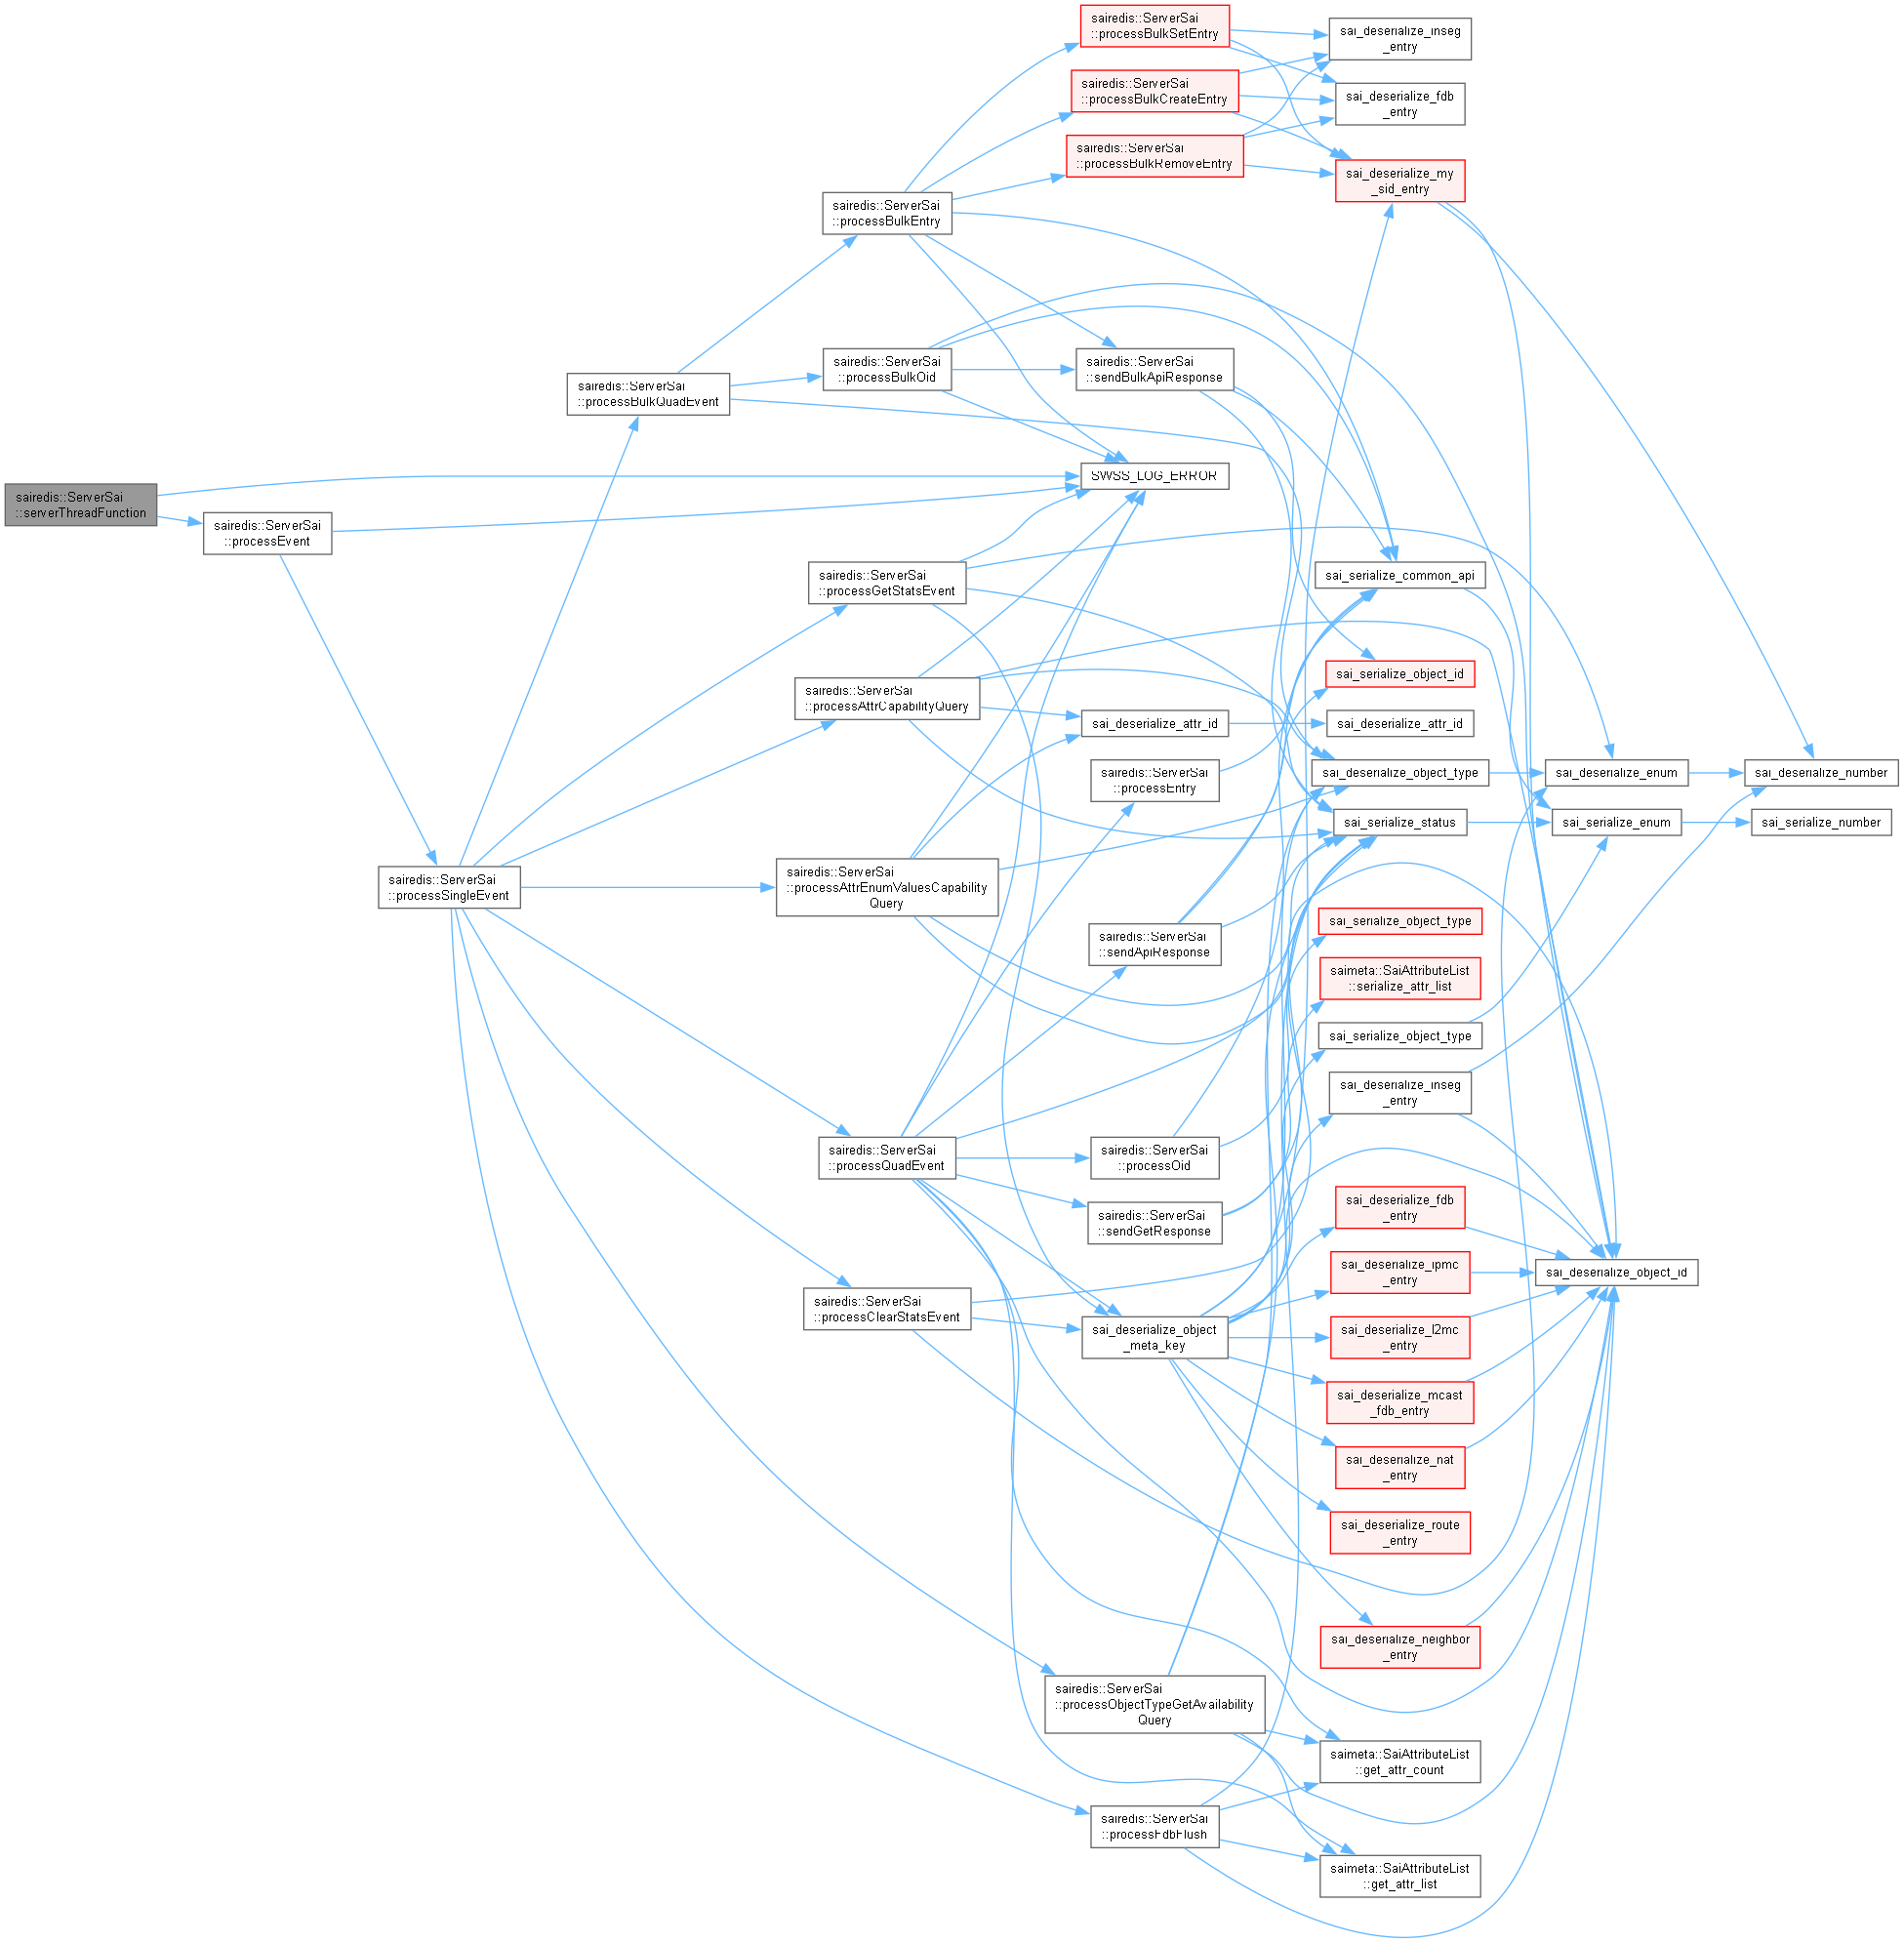 sairedis::ServerSai
::serverThreadFunction
sairedis::ServerSai
::processEvent
sairedis::ServerSai
::processSingleEvent
sairedis::ServerSai
::processBulkQuadEvent
sairedis::ServerSai
::processBulkEntry
sairedis::ServerSai
::processBulkOid
sairedis::ServerSai
::processGetStatsEvent
sairedis::ServerSai
::processAttrCapabilityQuery
sairedis::ServerSai
::processAttrEnumValuesCapability
Query
sairedis::ServerSai
::processQuadEvent
sairedis::ServerSai
::processClearStatsEvent
sairedis::ServerSai
::processBulkSetEntry
sairedis::ServerSai
::processBulkCreateEntry
sairedis::ServerSai
::processBulkRemoveEntry
sairedis::ServerSai
::sendBulkApiResponse
SWSS_LOG_ERROR
sai_deserialize_attr_id
sairedis::ServerSai
::processEntry
sairedis::ServerSai
::sendApiResponse
sairedis::ServerSai
::processOid
sairedis::ServerSai
::sendGetResponse
sai_deserialize_object
_meta_key
sairedis::ServerSai
::processObjectTypeGetAvailability
Query
sairedis::ServerSai
::processFdbFlush
sai_deserialize_inseg
_entry
sai_deserialize_fdb
_entry
sai_deserialize_my
_sid_entry
sai_serialize_common_api
sai_serialize_object_id
sai_deserialize_attr_id
sai_deserialize_object_type
sai_serialize_status
sai_serialize_object_type
saimeta::SaiAttributeList
::serialize_attr_list
sai_serialize_object_type
sai_deserialize_inseg
_entry
sai_deserialize_fdb
_entry
sai_deserialize_ipmc
_entry
sai_deserialize_l2mc
_entry
sai_deserialize_mcast
_fdb_entry
sai_deserialize_nat
_entry
sai_deserialize_route
_entry
sai_deserialize_neighbor
_entry
saimeta::SaiAttributeList
::get_attr_count
saimeta::SaiAttributeList
::get_attr_list
sai_deserialize_enum
sai_serialize_enum
sai_deserialize_object_id
sai_deserialize_number
sai_serialize_number